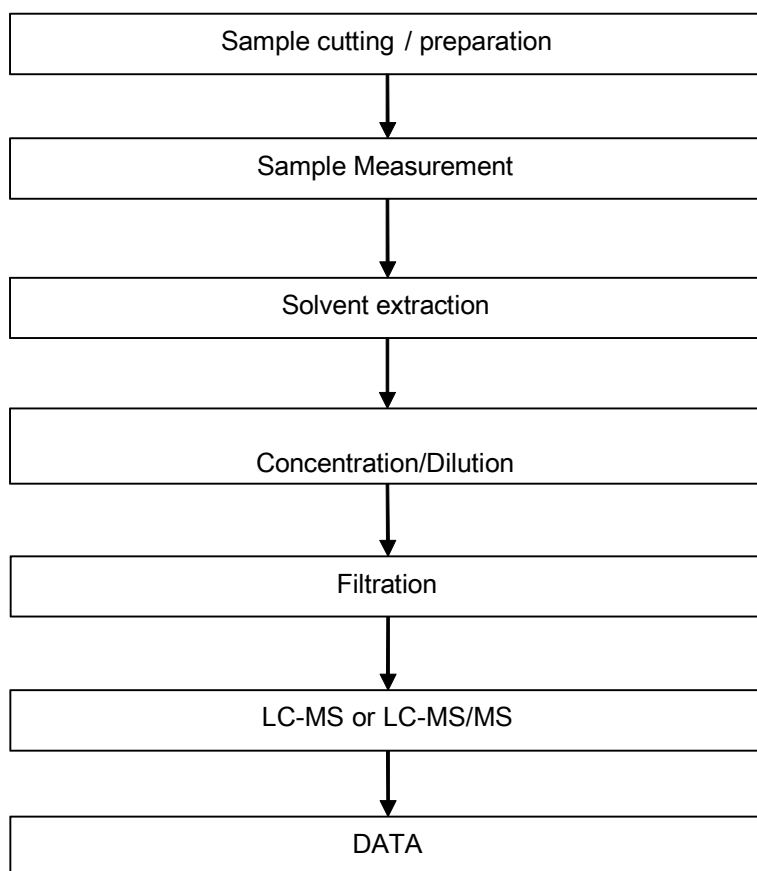 Sample cutting / preparation
Sample Measurement
Solvent extraction
Concentration/Dilution
Filtration
LC-MS or LC-MS/MS
DATA